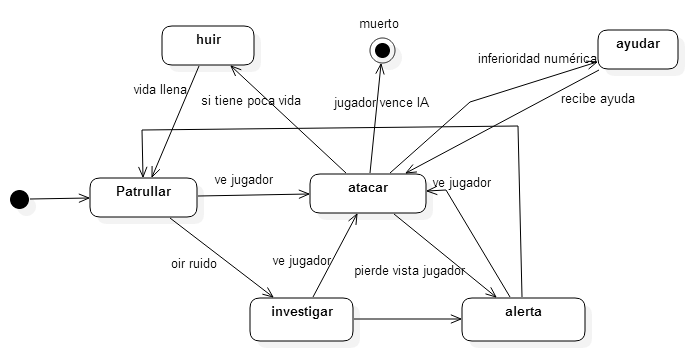 muerto
huir
ayudar
inferioridad numérica
vida llena
si tiene poca vida
jugador vence IA
recibe ayuda
Patrullar
ve jugador
atacar
ve jugador
oir ruido
ve jugador
pierde vista jugador
investigar
alerta